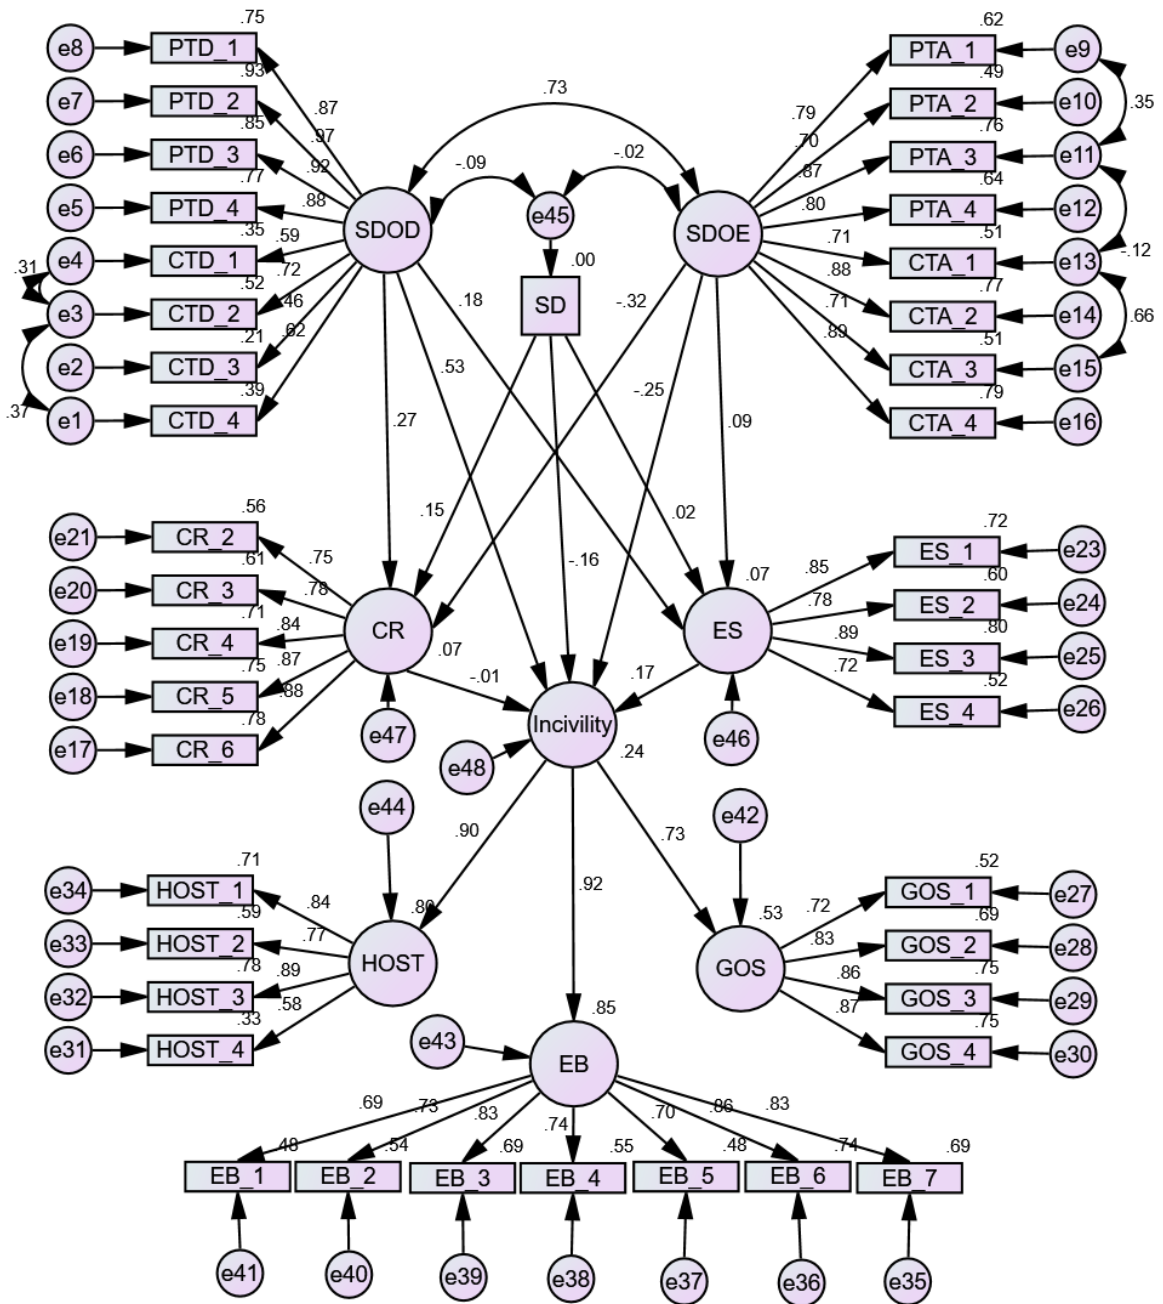 .75 .62
e8 PTD_1 PTA_1 e9
.93 .49
e7 PTD_2 .87 .73 .79 PTA_2 e10 .35
.85 .97 .70 .76
e6 PTD_3 .92 -.09 -.02 .87 PTA_3 e11
.77 .64
e5 PTD_4 .88 SDOD e45 SDOE .80 PTA_4 e12
.35 .59 .71 .51
.31 e4 CTD_1 .00 CTA_1 e13 -.12
.52 .72 .88 .77
e3 CTD_2 .46 .18 SD -.32 .71 CTA_2 e14 .66
.21 .62 .89 .51
e2 CTD_3 .53 -.25 CTA_3 e15
.39 .79
.37 e1 CTD_4 .27 .09 CTA_4 e16
.56 .15 .02 .72
e21 CR_2 .75 -.16 .85 ES_1 e23
.61 .78 .07 .78 .60
e20 CR_3 ES_2 e24
.71 .84 CR ES .89 .80
e19 CR_4 .07 ES_3 e25
.75 .87 -.01 .17 .72 .52
e18 CR_5 .88 ES_4 e26
.78 Incivility
e17 CR_6 e47 e48 .24 e46
e44 e42
.90 .73
.71 .52
e34 HOST_1 .84 .92 .72 GOS_1 e27
.59 .80 .53 .69
e33 HOST_2 .77 .83 GOS_2 e28
.78 .89 HOST GOS .86 .75
e32 HOST_3 .58 .87 GOS_3 e29
.33 .85 .75
e31 HOST_4 e43 GOS_4 e30
EB
.69 .73 .83 .74 .70 .86 .83
.48 .54 .69 .55 .48 .74 .69
EB_1 EB_2 EB_3 EB_4 EB_5 EB_6 EB_7
e41 e40 e39 e38 e37 e36 e35